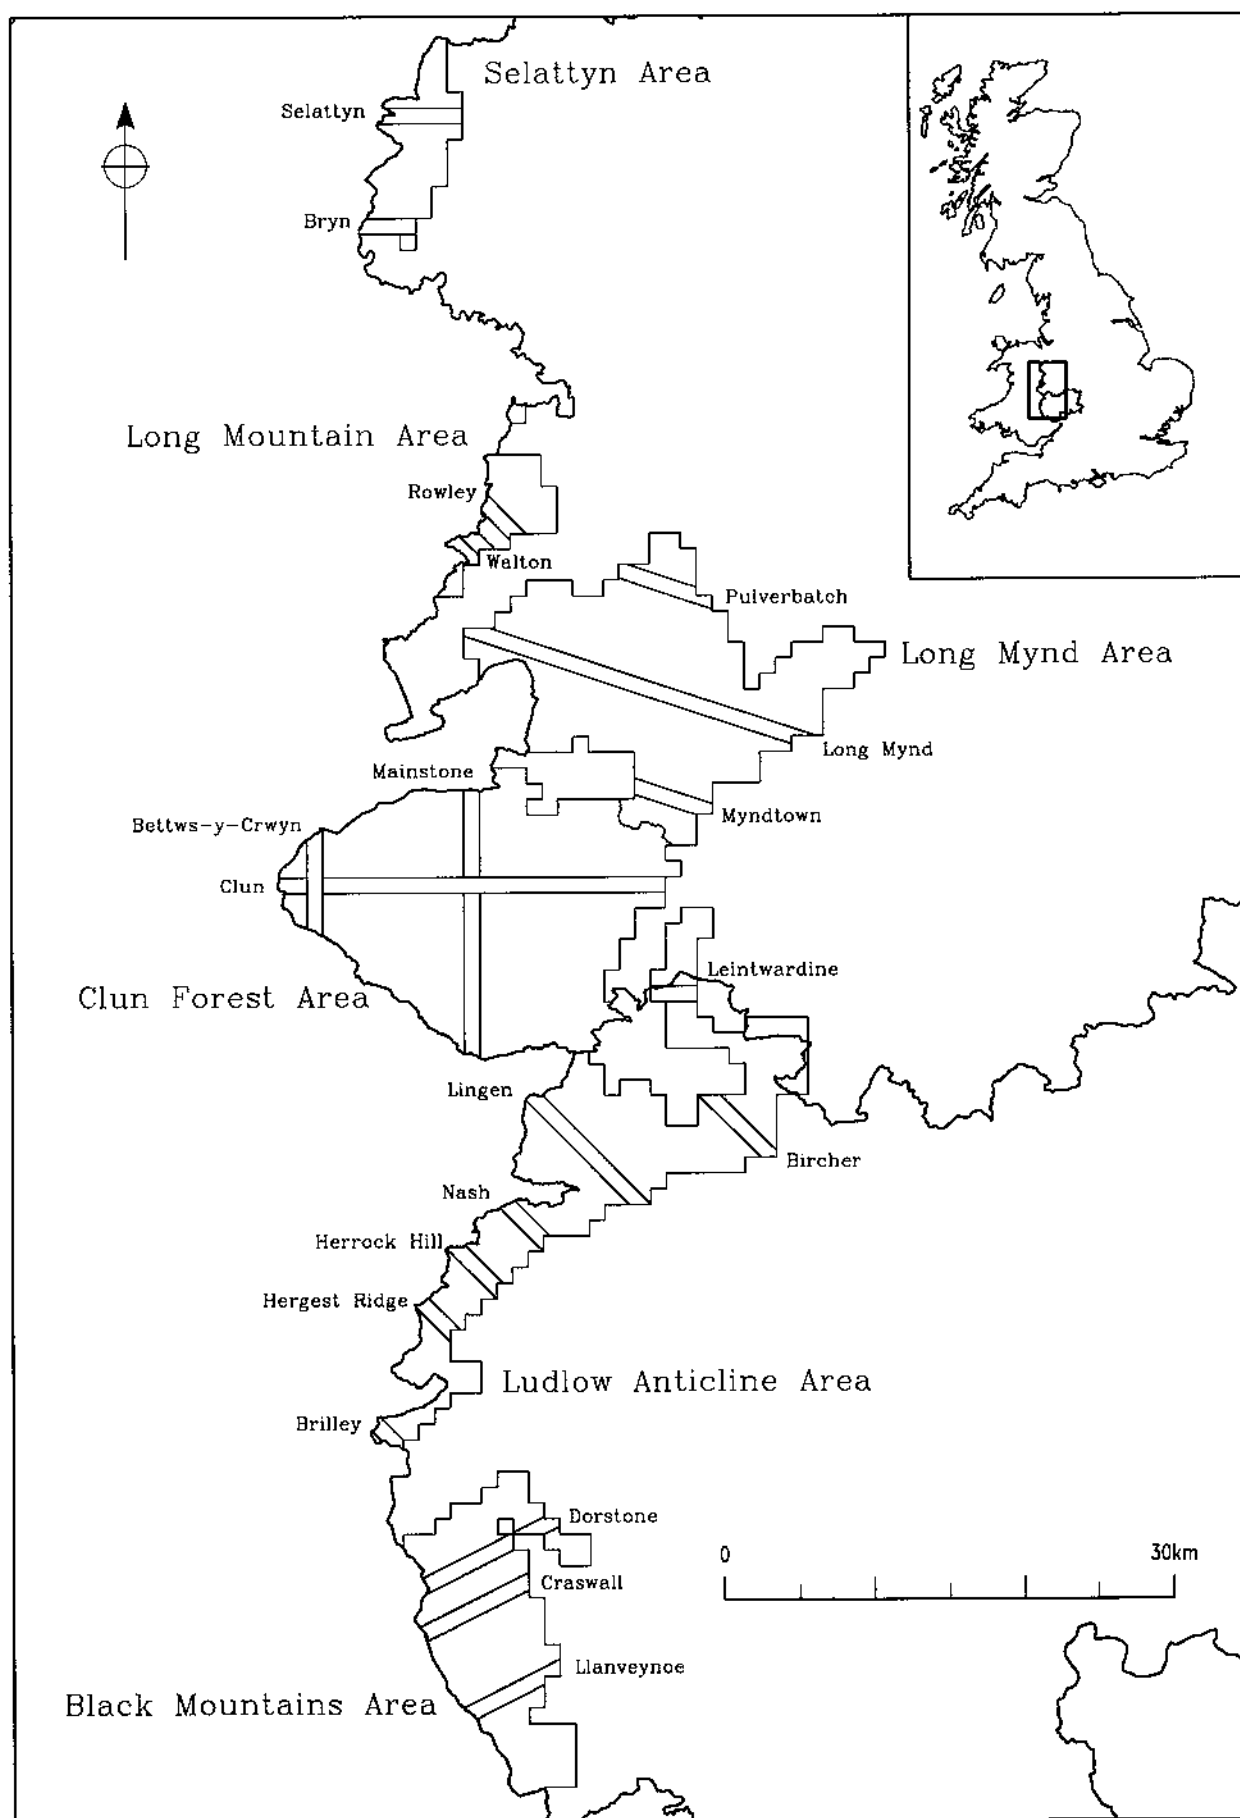 Selattyn Area
Selattyn
Bryn
Long Mountain Area
Rowley
Walton
Pulverbatch
Long Mynd Area
Long Mynd
Mainstone
Myndtown
Bettws-y-Crwyn
Clun
Leintwardine
Clun Forest Area
Lingen
Bircher
Nash
Herrock Hill
Hergest Ridge
Ludlow Anticline Area
Brilley
Dorstone
0 30km
Craswall
Llanveynoe
Black Mountains Area